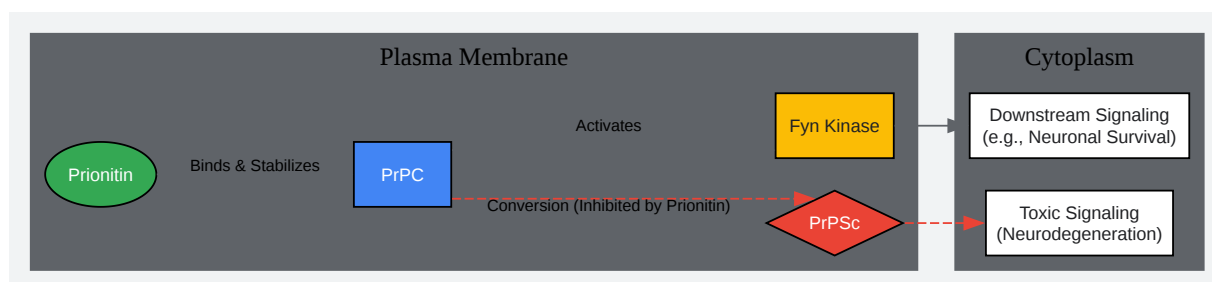 Plasma Membrane
Cytoplasm
Prionitin
Binds & Stabilizes
PrPC
Activates
Fyn Kinase
Downstream Signaling
(e.g., Neuronal Survival)
Conversion (Inhibited by Prionitin)
PrPSc
Toxic Signaling
(Neurodegeneration)